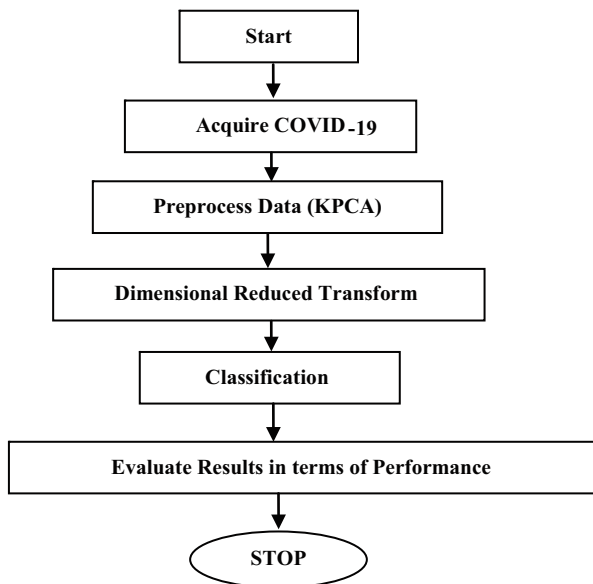 Start
Acquire COVID-19
Preprocess Data (KPCA)
Dimensional Reduced Transform
Classification
Evaluate Results in terms of Performance
STOP